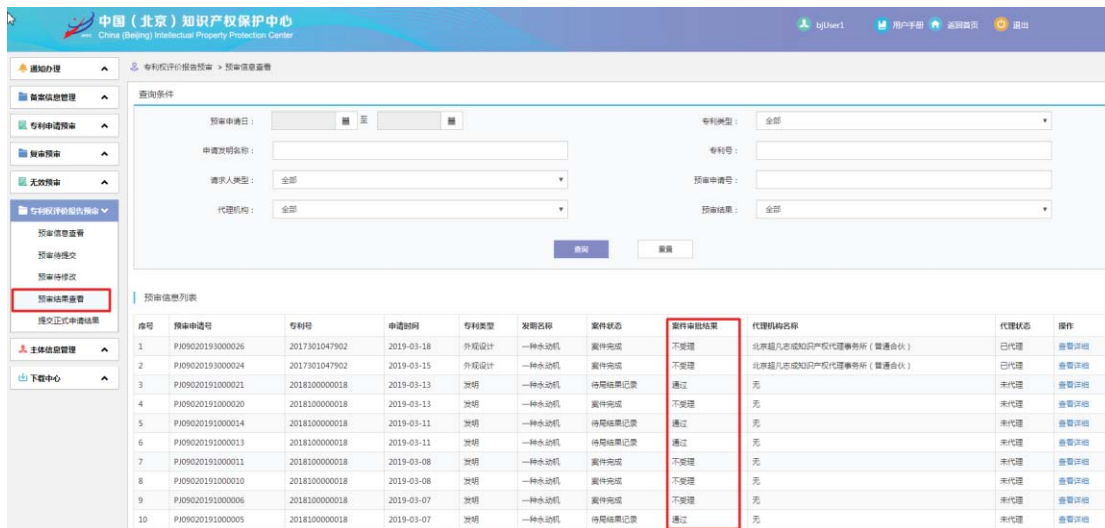 中国（北京）知识产权保护中心
China (Beijing) Intellectual Property Protection Center
bjUser1 用户手册 返回首页 退出
通知办理
备案信息管理
专利申请预审
复审预审
无效预审
专利权评价报告预审
预审信息查看
预审待提交
预审待修改
预审结果查看
提交正式申请结果
主体信息管理
下载中心
专利权评价报告预审 > 预审信息查看
查询条件
预审申请日： 至 专利类型： 全部
申请发明名称： 专利号：
请求人类型： 全部 预审申请号：
代理机构： 全部 预审结果： 全部
查询 重置
预审信息列表
序号 预审申请号 专利号 申请时间 专利类型 发明名称 案件状态 案件审批结果 代理机构名称 代理状态 操作
1 PJ09020193000026 2017301047902 2019-03-18 外观设计 一种永动机 案件完成 不受理 北京超凡志成知识产权代理事务所（普通合伙） 已代理 查看详细
2 PJ09020193000024 2017301047902 2019-03-15 外观设计 一种永动机 案件完成 不受理 北京超凡志成知识产权代理事务所（普通合伙） 已代理 查看详细
3 PJ09020191000021 2018100000018 2019-03-13 发明 一种永动机 待局结果记录 通过 无 未代理 查看详细
4 PJ09020191000020 2018100000018 2019-03-13 发明 一种永动机 案件完成 不受理 无 未代理 查看详细
5 PJ09020191000014 2018100000018 2019-03-11 发明 一种永动机 待局结果记录 通过 无 未代理 查看详细
6 PJ09020191000013 2018100000018 2019-03-11 发明 一种永动机 待局结果记录 通过 无 未代理 查看详细
7 PJ09020191000011 2018100000018 2019-03-08 发明 一种永动机 案件完成 不受理 无 未代理 查看详细
8 PJ09020191000010 2018100000018 2019-03-08 发明 一种永动机 案件完成 不受理 无 未代理 查看详细
9 PJ09020191000006 2018100000018 2019-03-07 发明 一种永动机 案件完成 不受理 无 未代理 查看详细
10 PJ09020191000005 2018100000018 2019-03-07 发明 一种永动机 待局结果记录 通过 无 未代理 查看详细